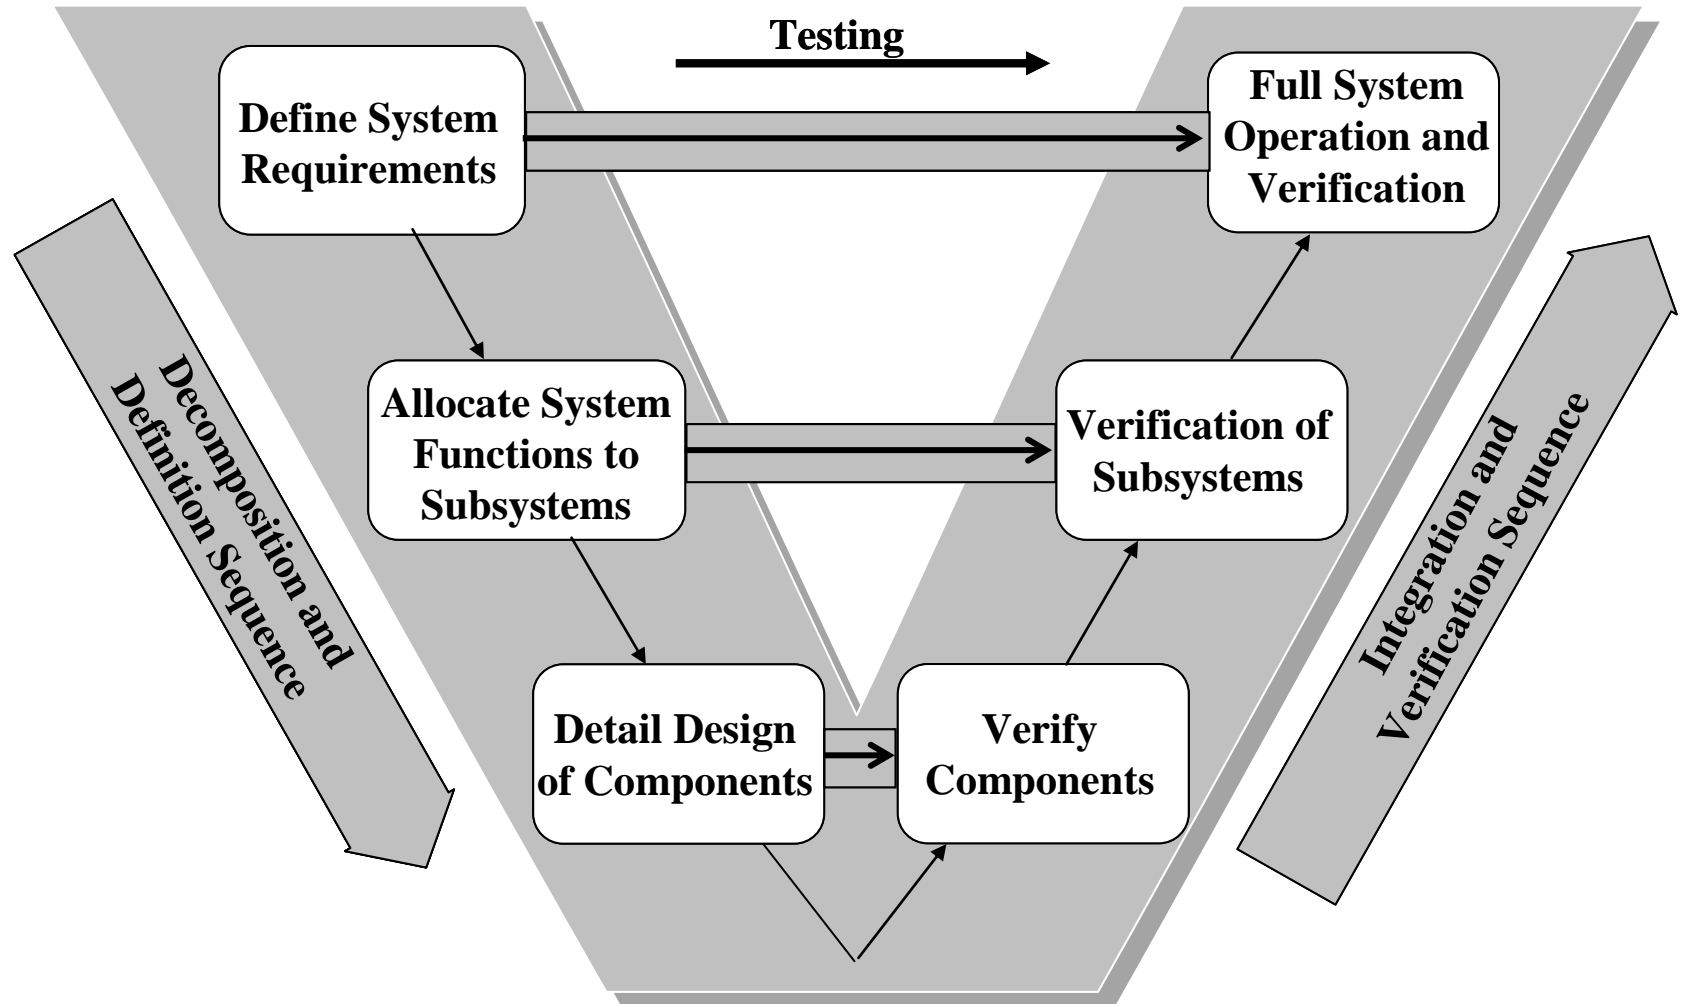 Testing
Define System
Requirements
Full System
Operation and
Verification
Decomposition and
Definition Sequence
Allocate System
Functions to
Subsystems
Verification of
Subsystems
Integration and
Verification Sequence
Detail Design
of Components
Verify
Components